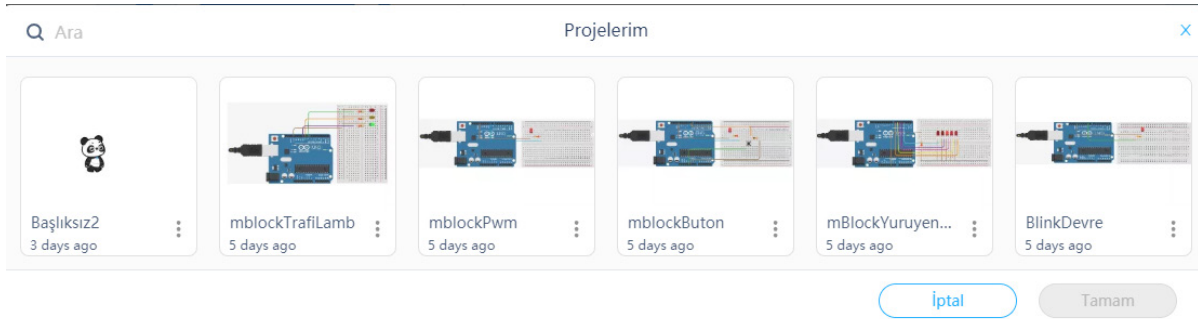 Ara
Projelerim
X
Başlıksız2
3 days ago
mblockTrafiLamb
5 days ago
mblockPwm
5 days ago
mblockButon
5 days ago
mBlockYuruyen...
5 days ago
BlinkDevre
5 days ago
İptal
Tamam